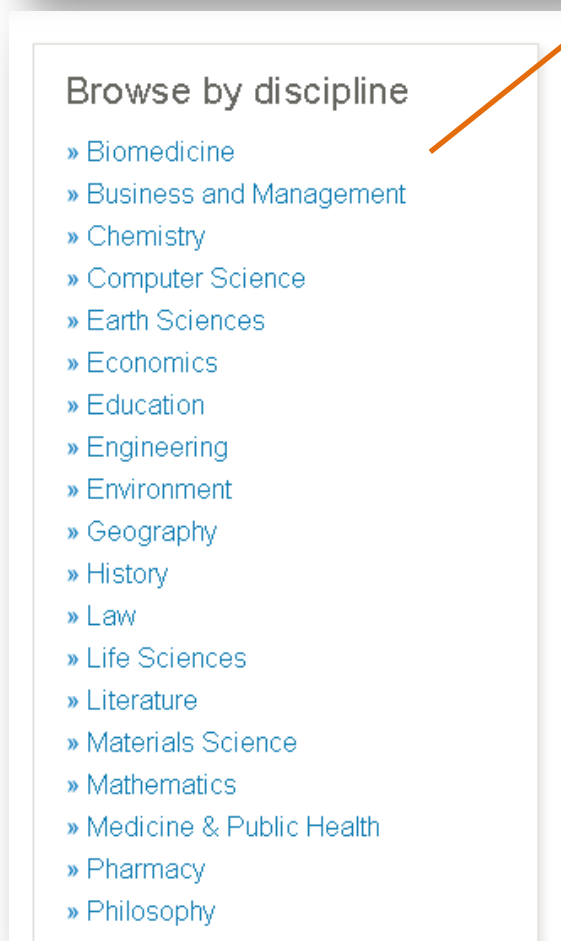 Browse by discipline
» Biomedicine
» Business and Management
» Chemistry
» Computer Science
» Earth Sciences
» Economics
» Education
» Engineering
» Environment
» Geography
» History
» Law
» Life Sciences
» Literature
» Materials Science
» Mathematics
» Medicine & Public Health
» Pharmacy
» Philosophy